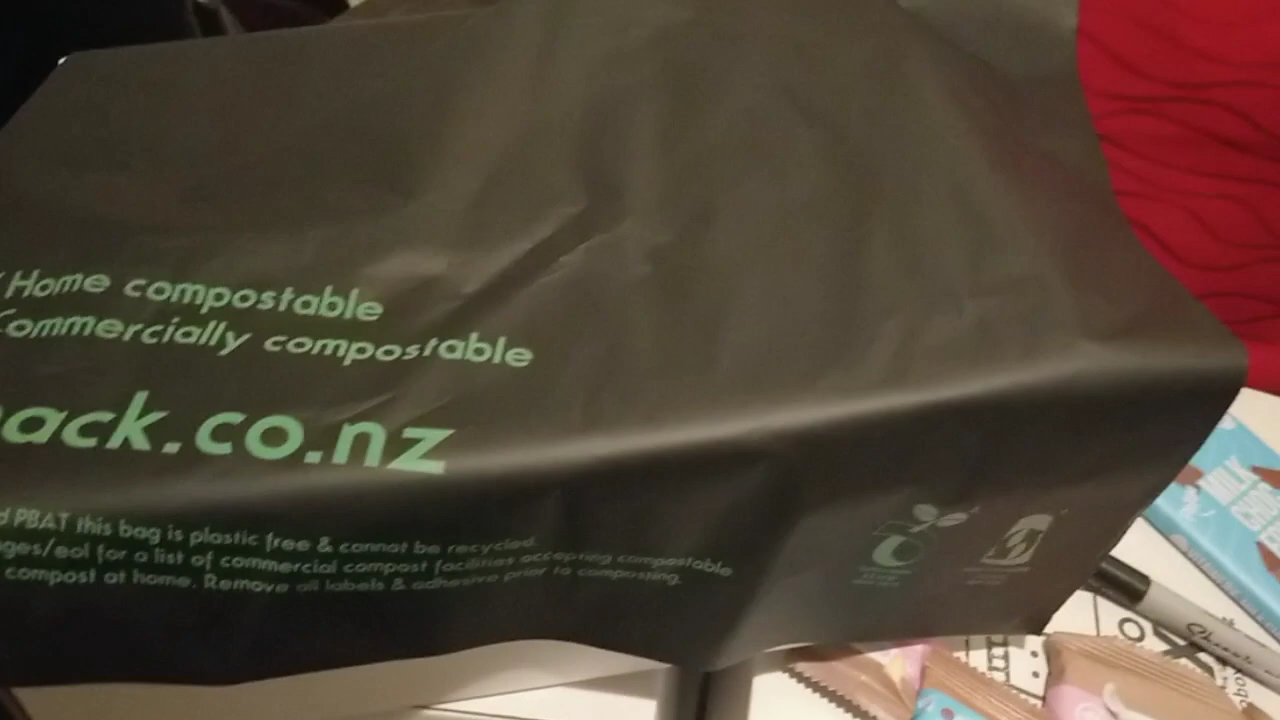 Home compostable
Commercially compostable
ack.co.nz
PBAT this bag is plastic free & cannot be recycled.
ges/eol for a list of commercial compost facilities accepting compostable
compost at home. Remove all labels & adhesive prior to composting.
MILK